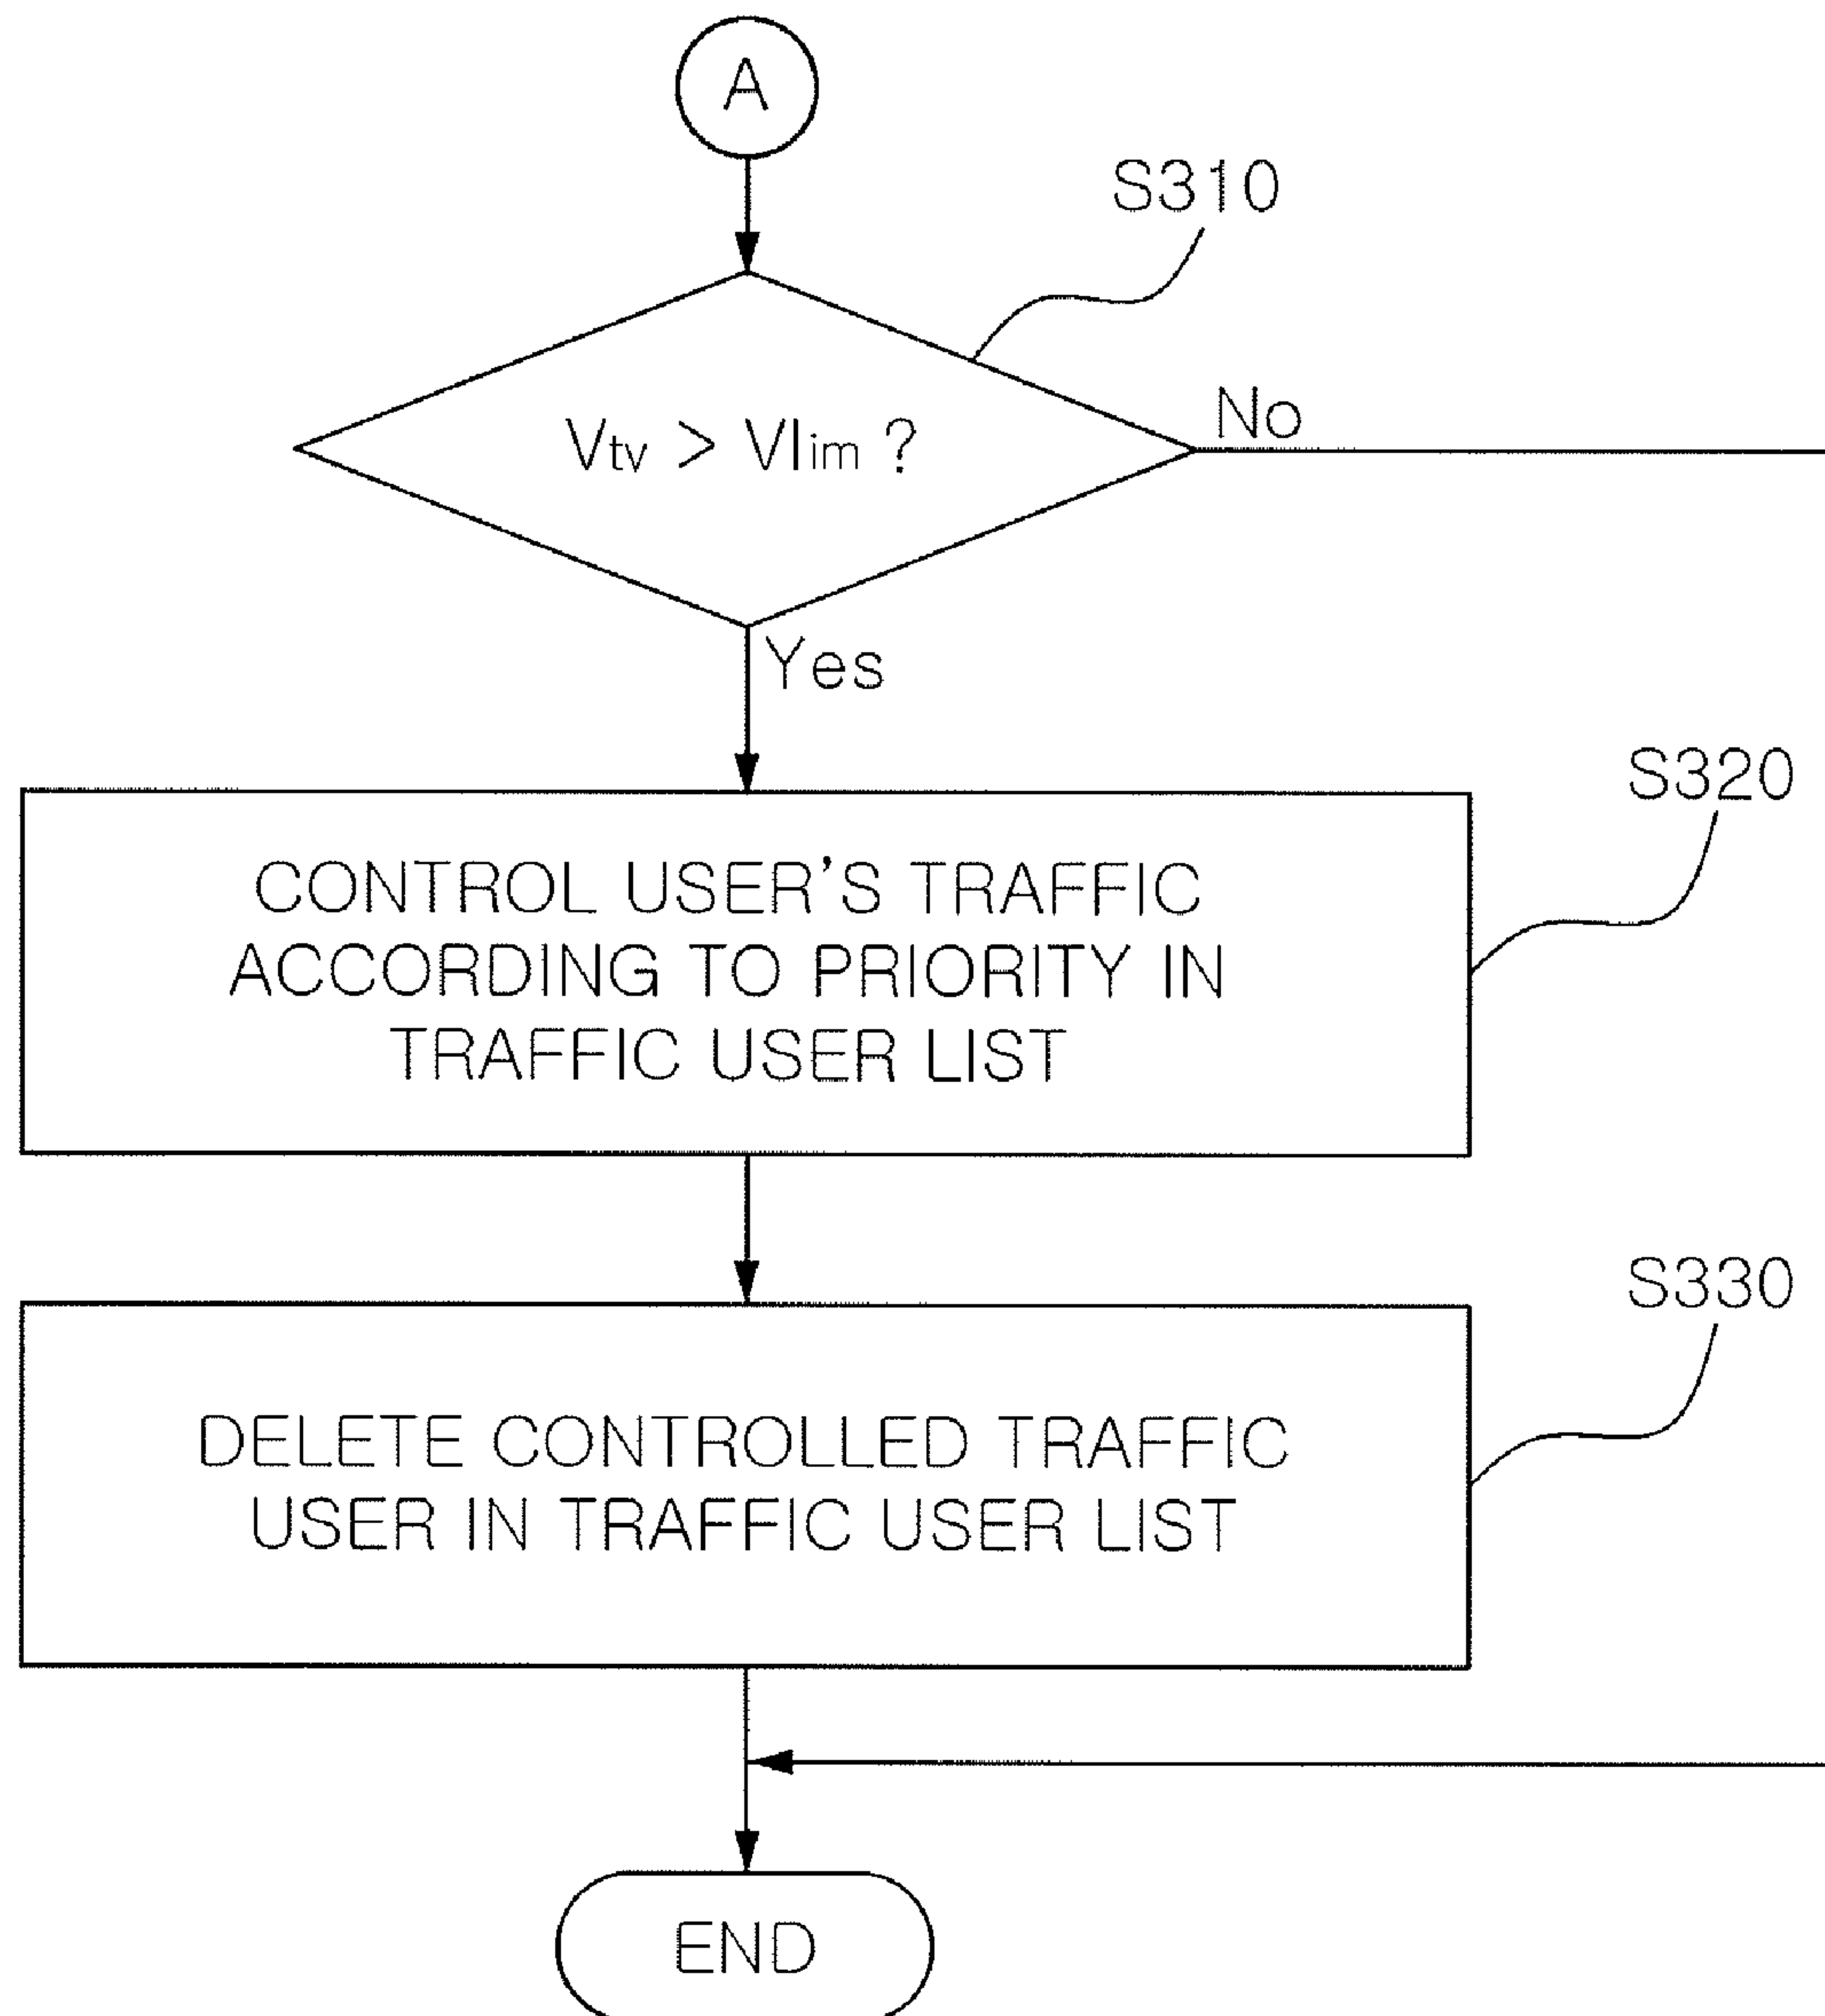 A
S310
Vtv > Vlim ?
No
Yes
S320
CONTROL USER'S TRAFFIC
ACCORDING TO PRIORITY IN
TRAFFIC USER LIST
S330
DELETE CONTROLLED TRAFFIC
USER IN TRAFFIC USER LIST
END